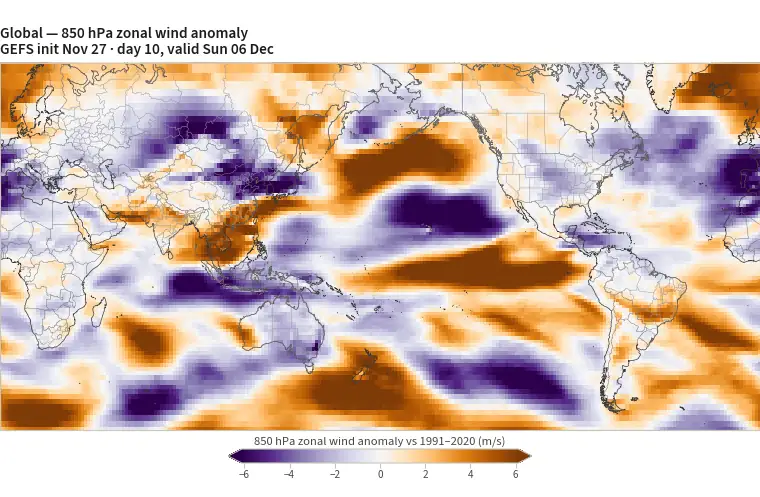 Global — 850 hPa zonal wind anomaly
GEFS init Nov 27 · day 10, valid Sun 06 Dec
850 hPa zonal wind anomaly vs 1991–2020 (m/s)
−6 −4 −2 0 2 4 6